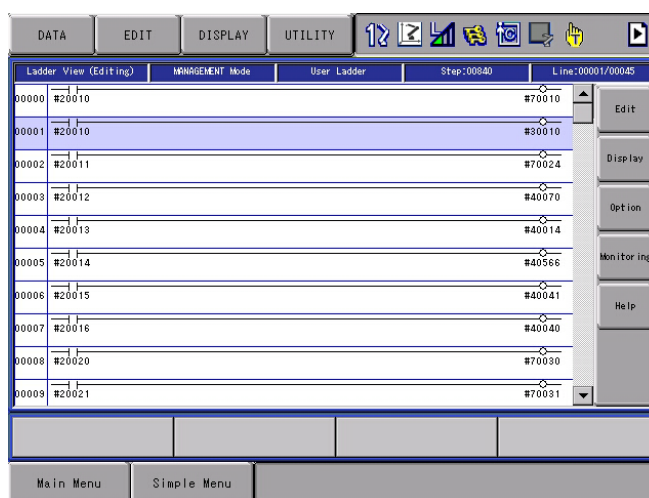 DATA EDIT DISPLAY UTILITY
Ladder View (Editing) MANAGEMENT Mode User Ladder Step:00840 Line:00001/00045
00000 #20010 #70010
Edit
00001 #20010 #30010
00002 #20011 #70024
Display
00003 #20012 #40070
Option
00004 #20013 #40014
00005 #20014 #40566
Monitoring
00006 #20015 #40041
Help
00007 #20016 #40040
00008 #20020 #70030
00009 #20021 #70031
Main Menu Simple Menu